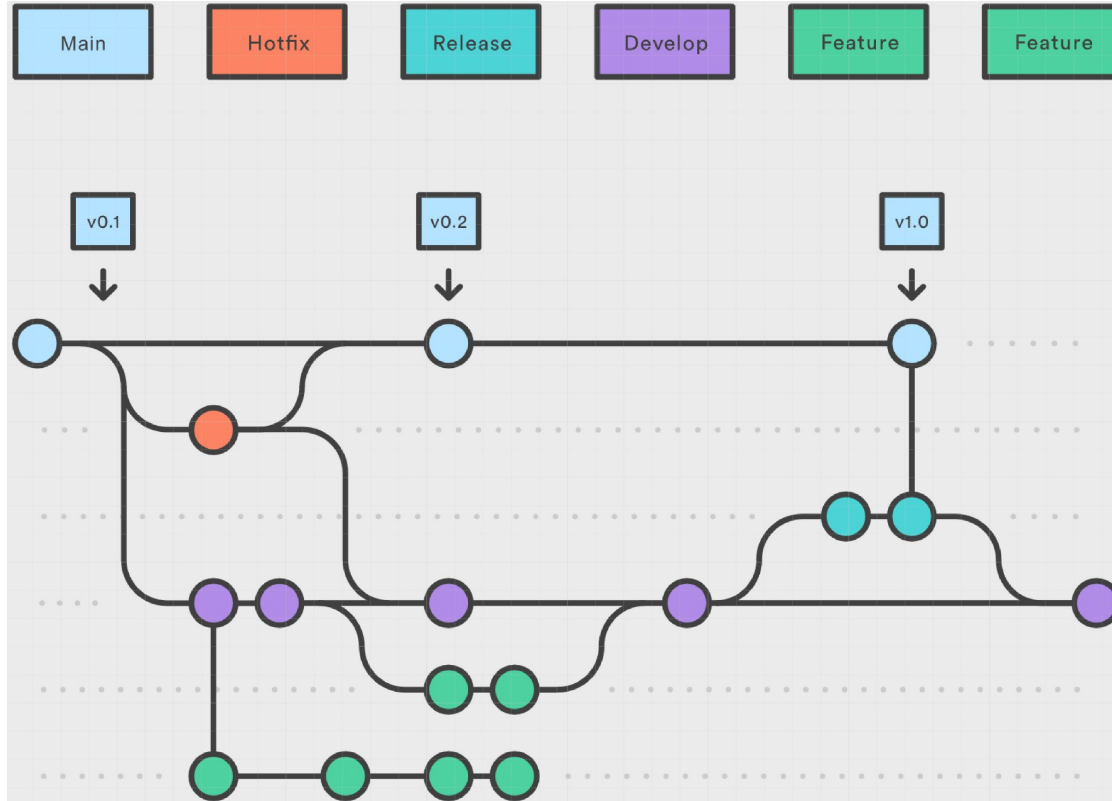 Main
Hotfix
Release
Develop
Feature
Feature
v0.1
v0.2
v1.0